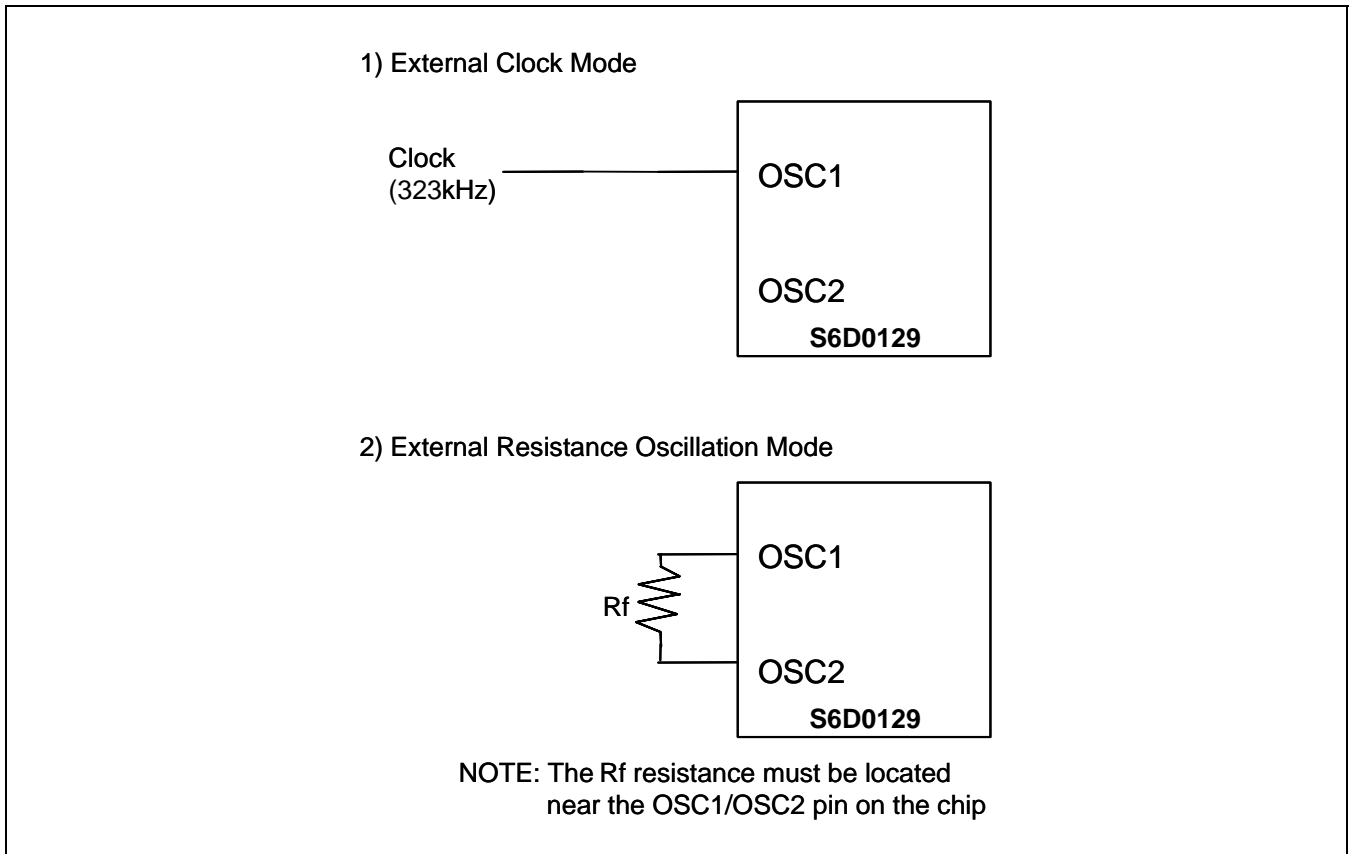 1) External Clock Mode
Clock
(323kHz)
OSC1
OSC2
S6D0129
2) External Resistance Oscillation Mode
OSC1
Rf
OSC2
S6D0129
NOTE: The Rf resistance must be located
near the OSC1/OSC2 pin on the chip